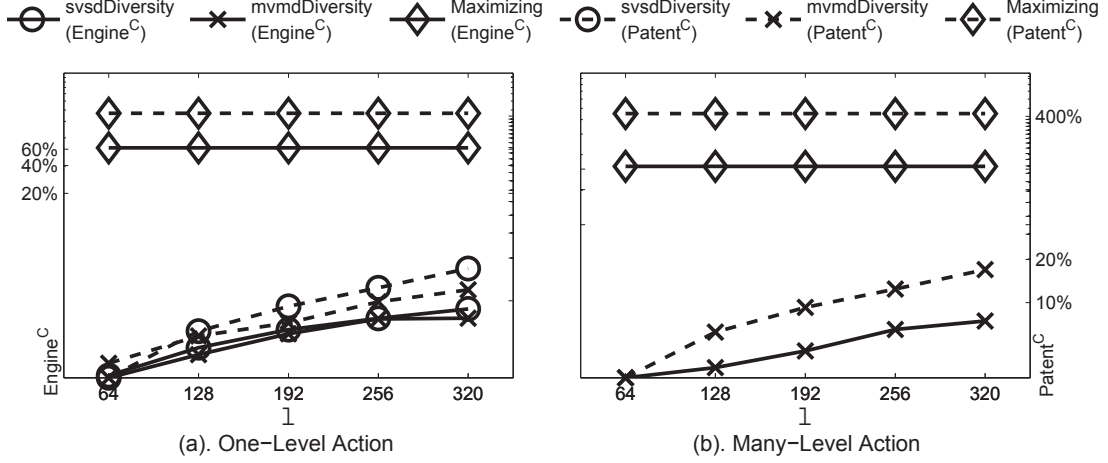 svsdDiversity mvmdDiversity Maximizing svsdDiversity mvmdDiversity Maximizing
(Engine^C) (Engine^C) (Engine^C) (Patent^C) (Patent^C) (Patent^C)
60%
40%
20%
Engine^C
64 128 192 256 320
l
(a). One−Level Action
400%
20%
10%
Patent^C
64 128 192 256 320
l
(b). Many−Level Action